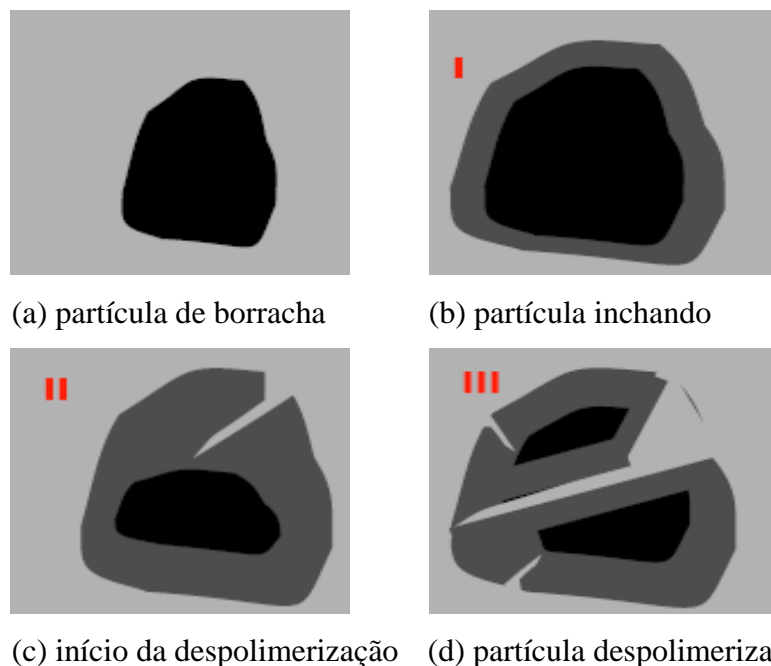 I
(a) partícula de borracha
(b) partícula inchando
II
III
(c) início da despolimerização
(d) partícula despolimeriza